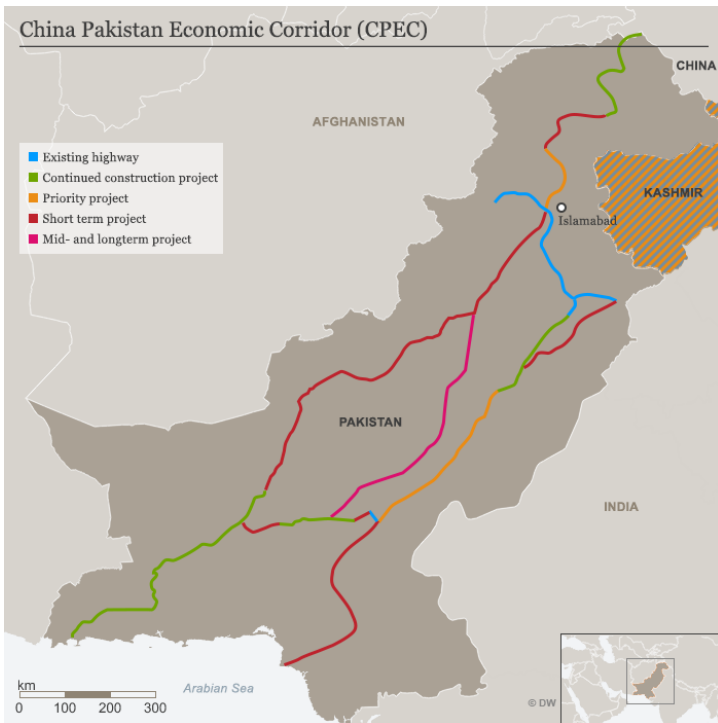 China Pakistan Economic Corridor (CPEC)
CHINA
AFGHANISTAN
Existing highway
Continued construction project
Priority project
Short term project
Mid- and longterm project
KASHMIR
Islamabad
PAKISTAN
INDIA
km
0 100 200 300
Arabian Sea
© DW